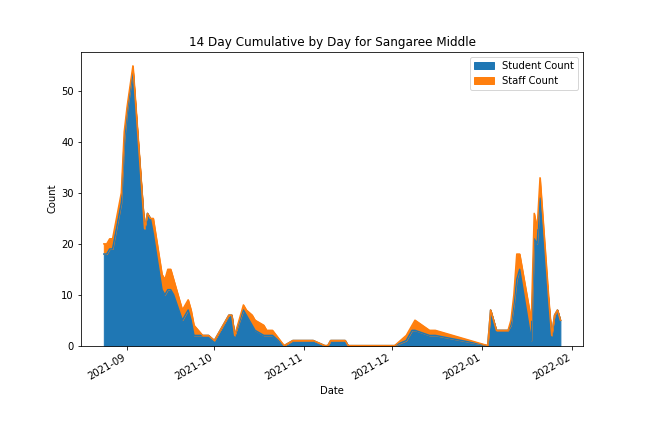 14 Day Cumulative by Day for Sangaree Middle
Student Count
Staff Count
50
40
30
20
10
0
Count
2021-09
2021-10
2021-11
2021-12
2022-01
2022-02
Date